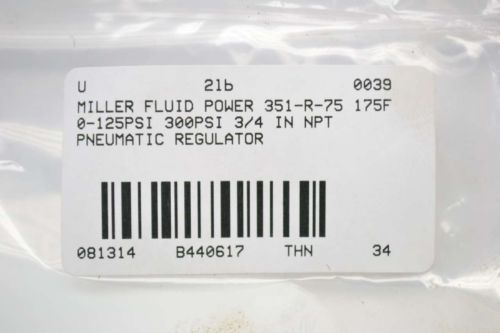 U 2lb 0039
MILLER FLUID POWER 351-R-75 175F
0-125PSI 300PSI 3/4 IN NPT
PNEUMATIC REGULATOR
081314 B440617 THN 34